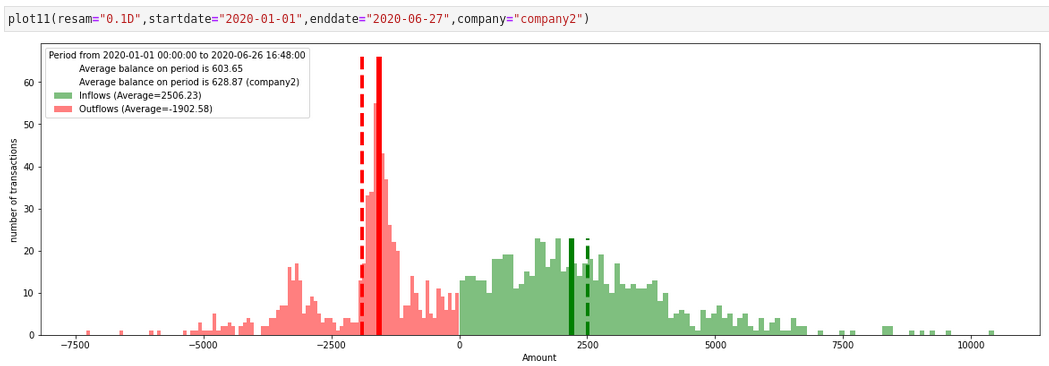 plot11(resam="0.1D",startdate="2020-01-01",enddate="2020-06-27",company="company2")
Period from 2020-01-01 00:00:00 to 2020-06-26 16:48:00
Average balance on period is 603.65
Average balance on period is 628.87 (company2)
Inflows (Average=2506.23)
Outflows (Average=-1902.58)
number of transactions
60
50
40
30
20
10
0
−7500 −5000 −2500 0 2500 5000 7500 10000
Amount